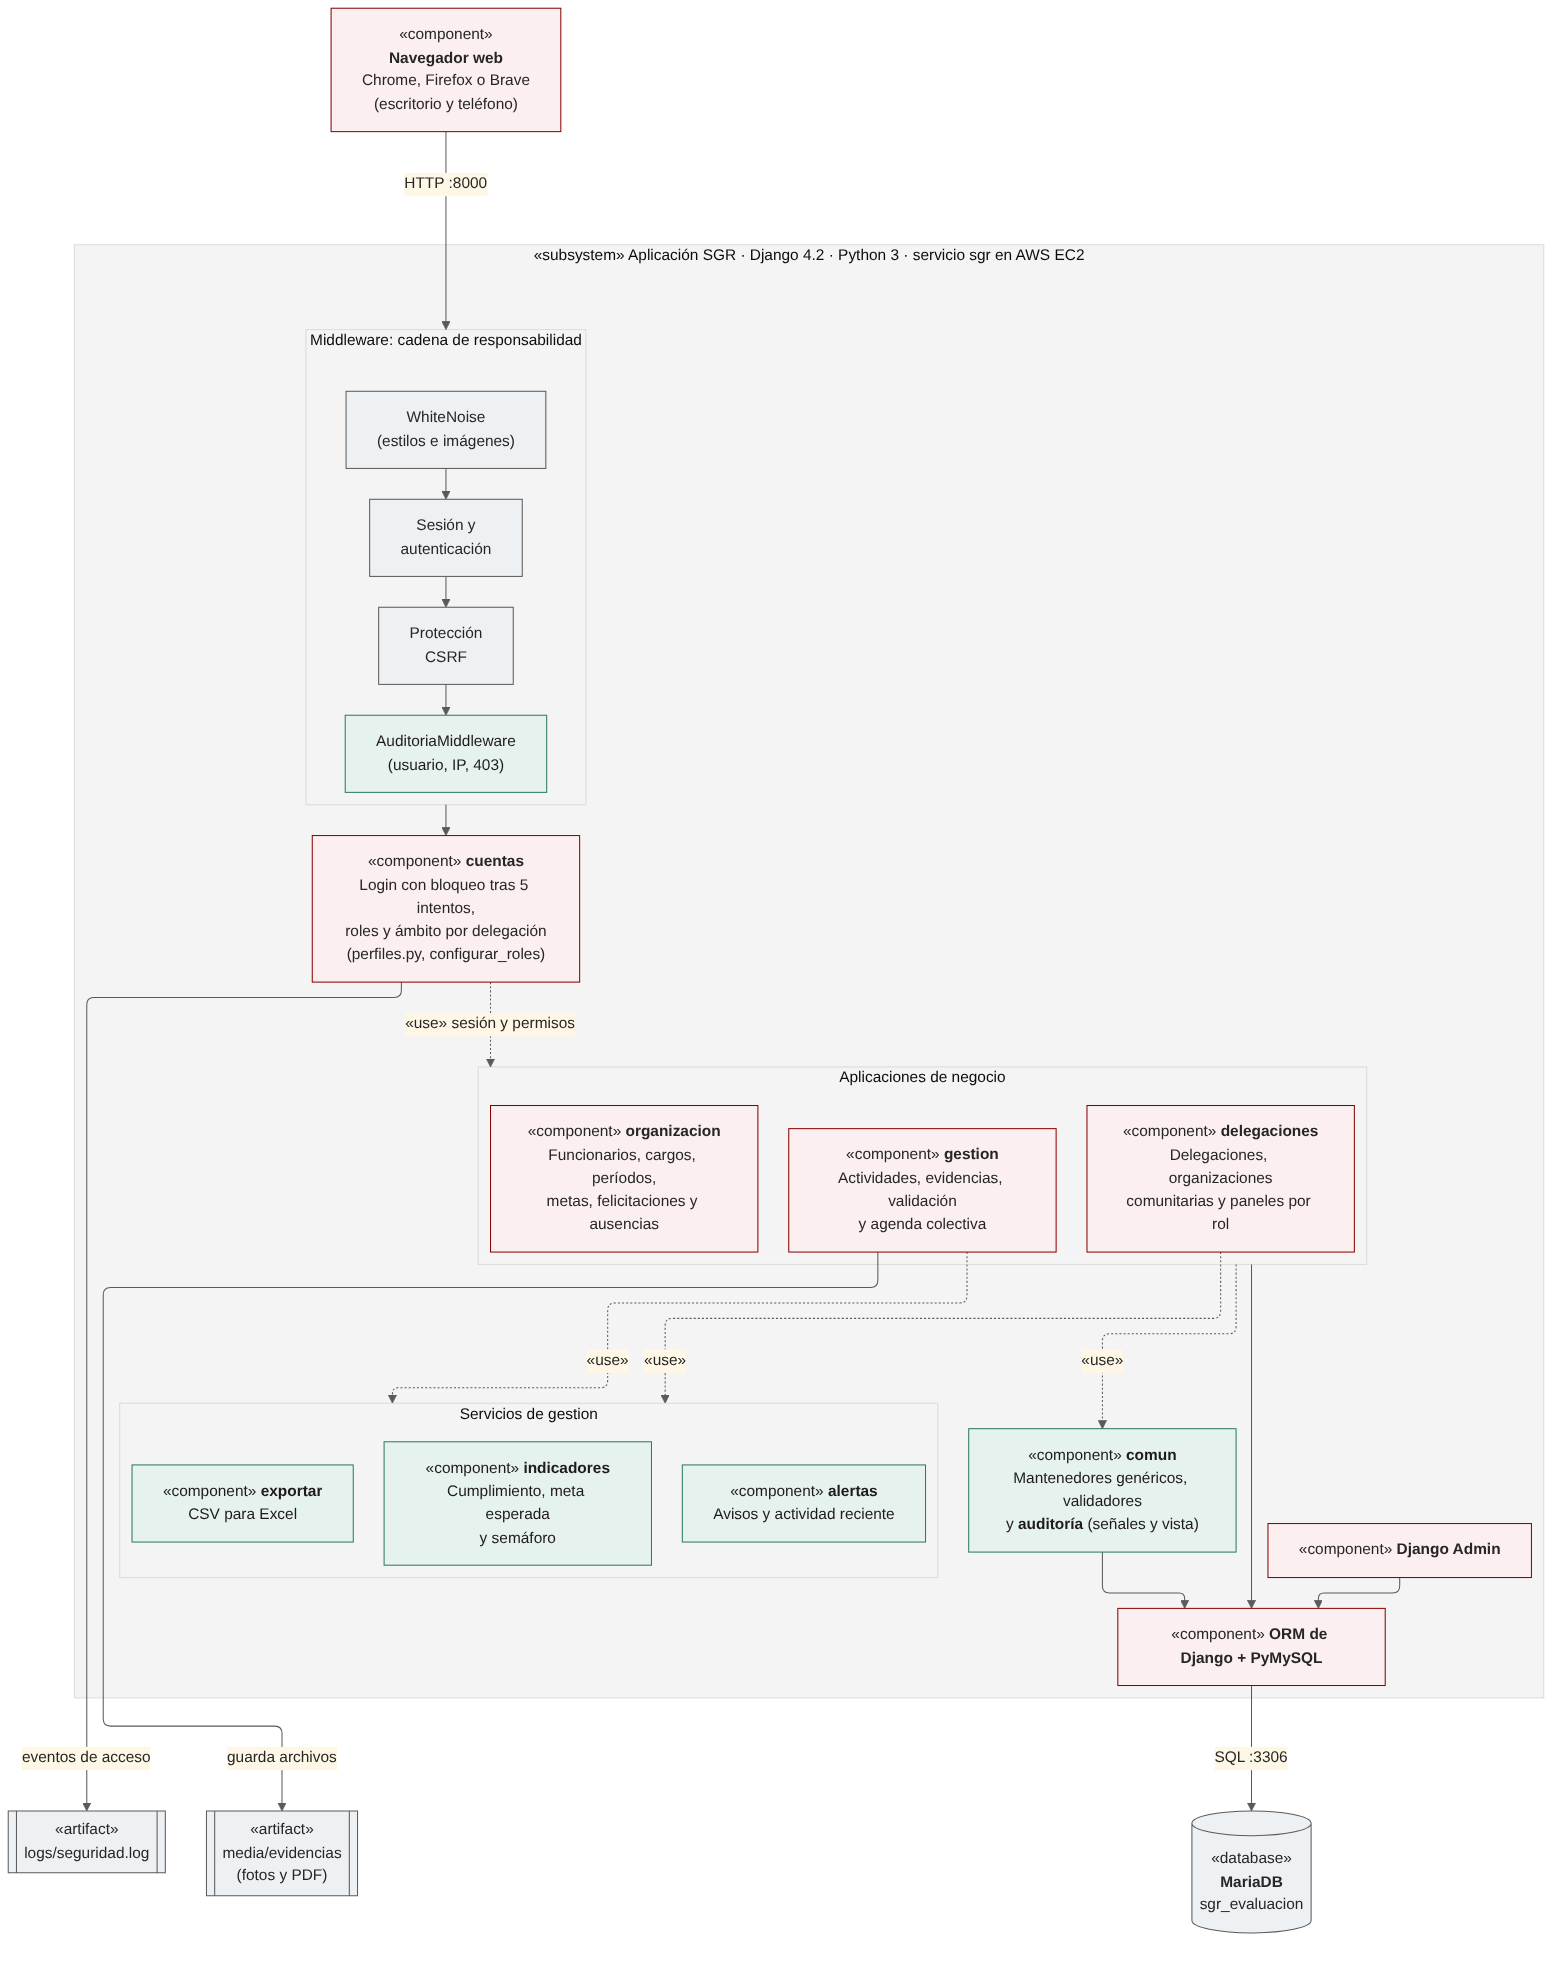 «component»
Navegador web
Chrome, Firefox o Brave
(escritorio y teléfono)
HTTP :8000
«subsystem» Aplicación SGR · Django 4.2 · Python 3 · servicio sgr en AWS EC2
Middleware: cadena de responsabilidad
WhiteNoise
(estilos e imágenes)
Sesión y
autenticación
Protección
CSRF
AuditoriaMiddleware
(usuario, IP, 403)
«component» cuentas
Login con bloqueo tras 5
intentos,
roles y ámbito por delegación
(perfiles.py, configurar_roles)
«use» sesión y permisos
Aplicaciones de negocio
«component» organizacion
Funcionarios, cargos,
períodos,
metas, felicitaciones y
ausencias
«component» gestion
Actividades, evidencias,
validación
y agenda colectiva
«component» delegaciones
Delegaciones,
organizaciones
comunitarias y paneles por
rol
«use»
«use»
«use»
Servicios de gestion
«component» exportar
CSV para Excel
«component» indicadores
Cumplimiento, meta
esperada
y semáforo
«component» alertas
Avisos y actividad reciente
«component» comun
Mantenedores genéricos,
validadores
y auditoría (señales y vista)
«component» Django Admin
«component» ORM de
Django + PyMySQL
eventos de acceso
guarda archivos
SQL :3306
«artifact»
logs/seguridad.log
«artifact»
media/evidencias
(fotos y PDF)
«database»
MariaDB
sgr_evaluacion